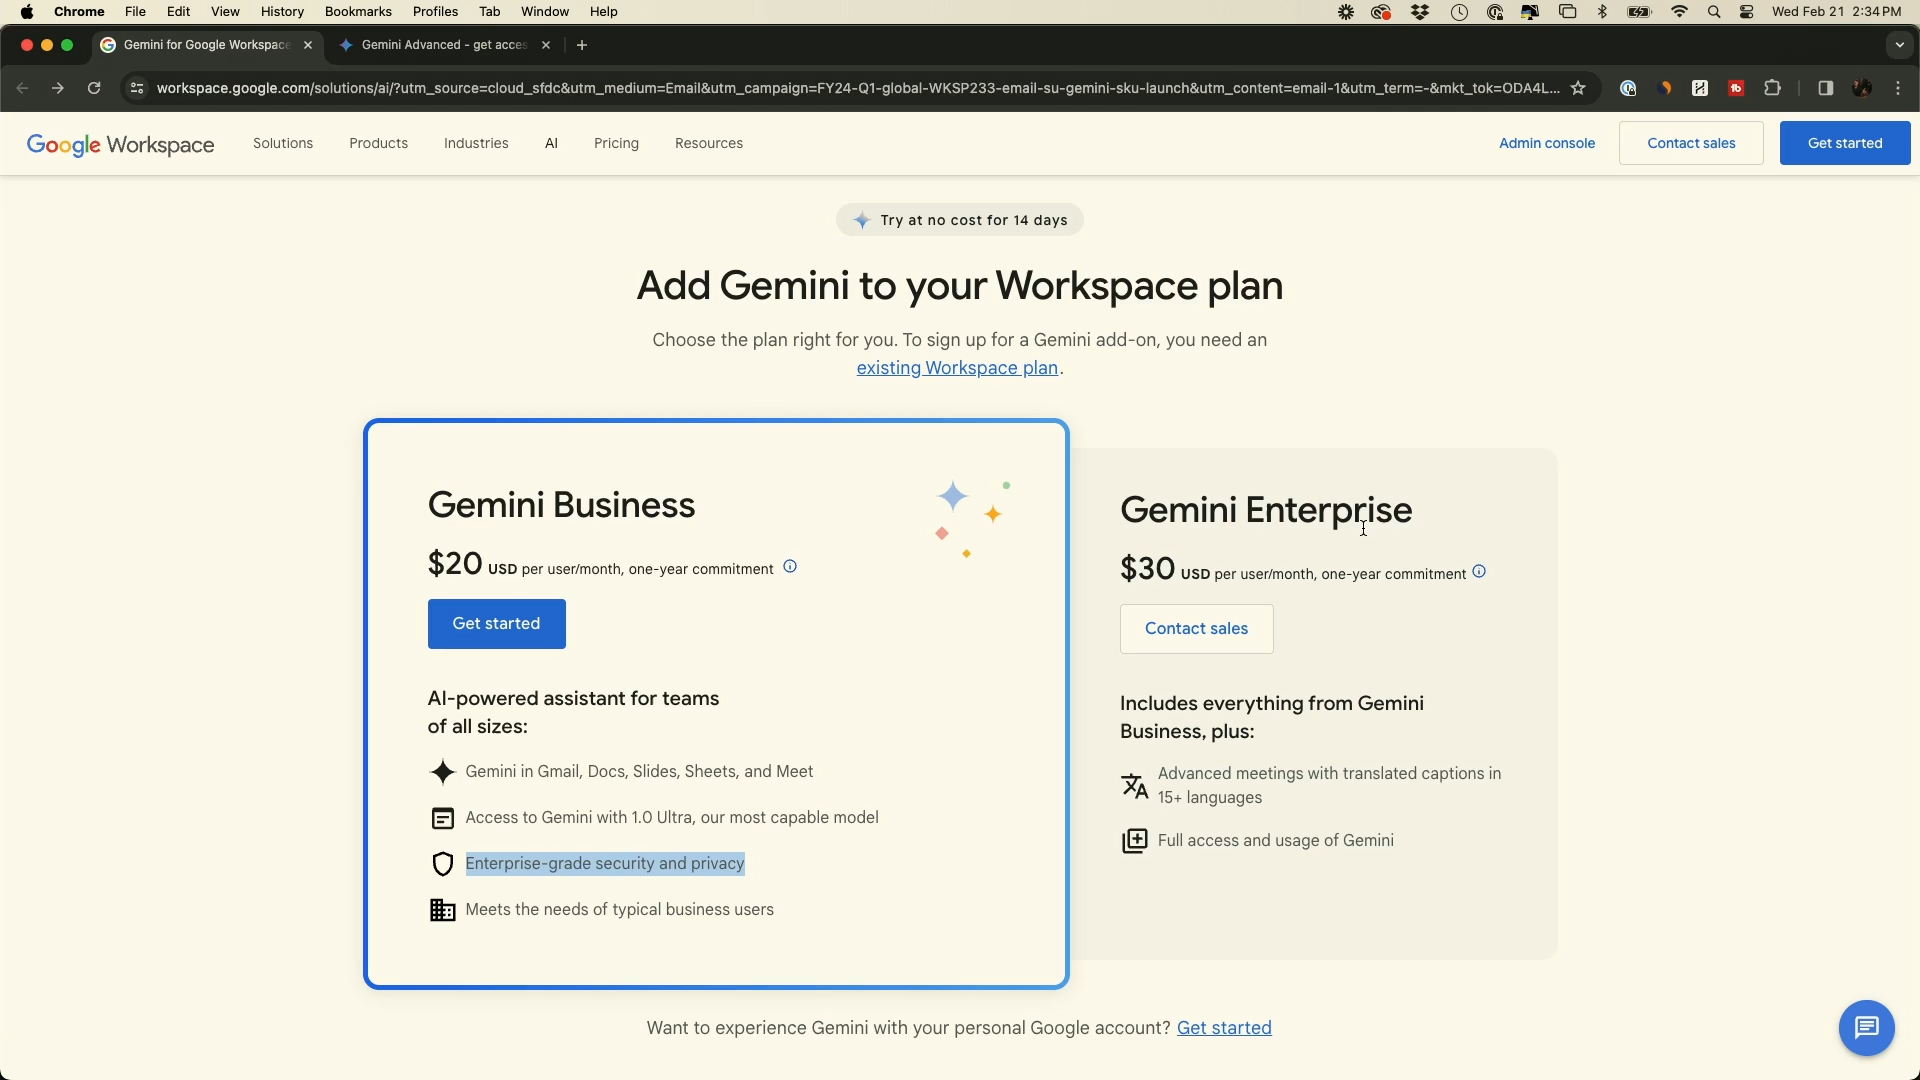 Chrome File Edit View History Bookmarks Profiles Tab Window Help Wed Feb 21 2:34 PM
Gemini for Google Workspace Gemini Advanced - get acces
workspace.google.com/solutions/ai/?utm_source=cloud_sfdc&utm_medium=Email&utm_campaign=FY24-Q1-global-WKSP233-email-su-gemini-sku-launch&utm_content=email-1&utm_term=-&mkt_tok=ODA4L...
Google Workspace Solutions Products Industries AI Pricing Resources Admin console Contact sales Get started
Try at no cost for 14 days
Add Gemini to your Workspace plan
Choose the plan right for you. To sign up for a Gemini add-on, you need an
existing Workspace plan.
Gemini Business
$20 USD per user/month, one-year commitment
Get started
AI-powered assistant for teams
of all sizes:
Gemini in Gmail, Docs, Slides, Sheets, and Meet
Access to Gemini with 1.0 Ultra, our most capable model
Enterprise-grade security and privacy
Meets the needs of typical business users
Gemini Enterprise
$30 USD per user/month, one-year commitment
Contact sales
Includes everything from Gemini
Business, plus:
Advanced meetings with translated captions in
15+ languages
Full access and usage of Gemini
Want to experience Gemini with your personal Google account? Get started